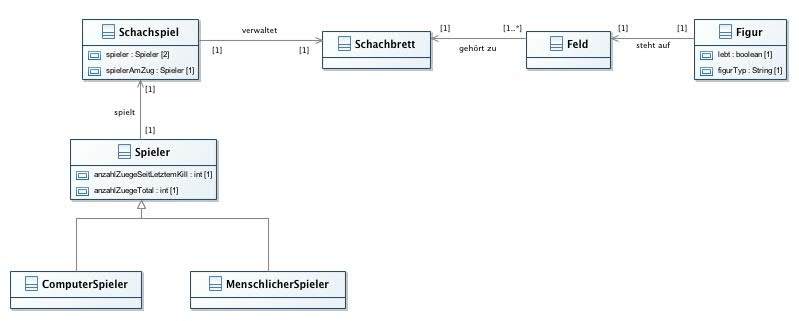 Schachspiel
spieler : Spieler [2]
spielerAmZug : Spieler [1]
verwaltet
[1]
[1]
Schachbrett
[1]
[1..*]
gehört zu
Feld
[1]
[1]
steht auf
Figur
lebt : boolean [1]
figurTyp : String [1]
[1]
spielt
[1]
Spieler
anzahlZuegeSeitLetztemKill : int [1]
anzahlZuegeTotal : int [1]
ComputerSpieler
MenschlicherSpieler